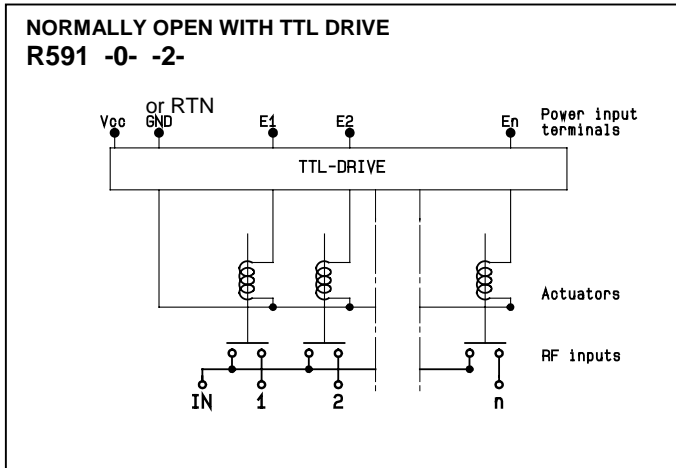 NORMALLY OPEN WITH TTL DRIVE
R591 -0- -2-
or RTN
Vcc GND E1 E2 En Power input
terminals
TTL-DRIVE
Actuators
RF inputs
IN 1 2 n